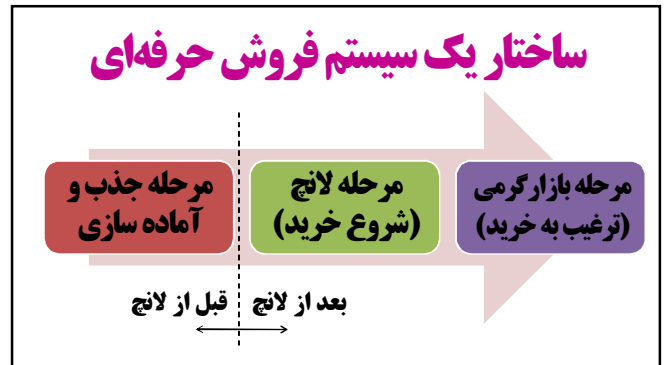 ساختار یک سیستم فروش حرفه‌ای
مرحله جذب و
آماده سازی
مرحله لانچ
(شروع خرید)
مرحله بازارگرمی
(ترغیب به خرید)
قبل از لانچ
بعد از لانچ